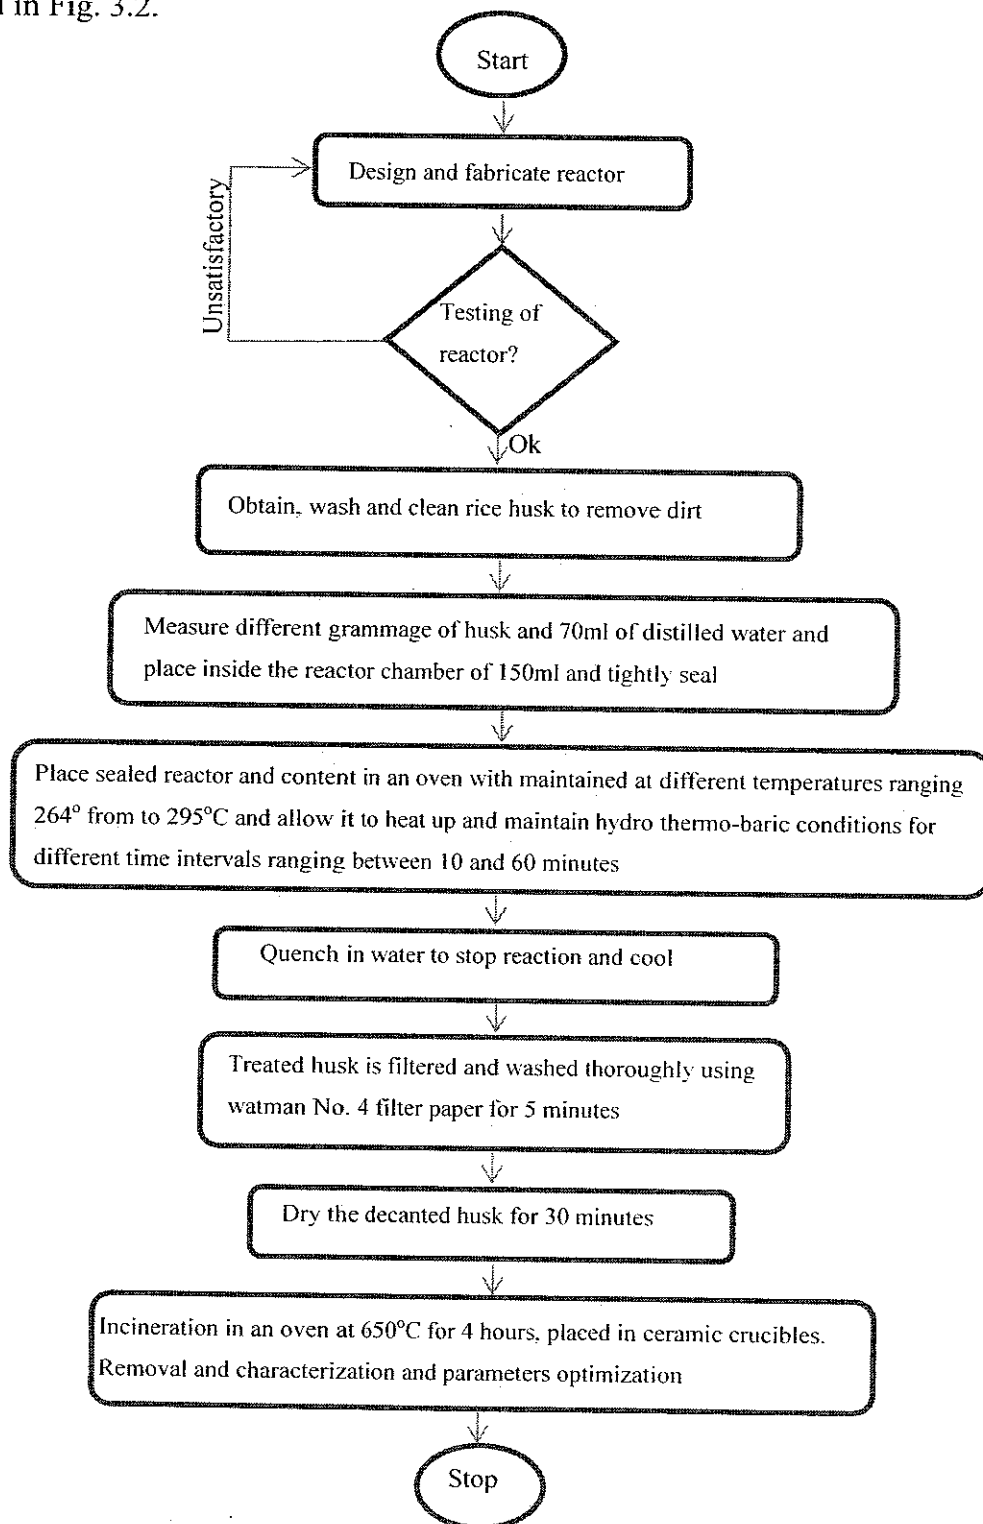 in Fig. 3.2.
Start
Design and fabricate reactor
Unsatisfactory
Testing of
reactor?
Ok
Obtain, wash and clean rice husk to remove dirt
Measure different grammage of husk and 70ml of distilled water and
place inside the reactor chamber of 150ml and tightly seal
Place sealed reactor and content in an oven with maintained at different temperatures ranging
264° from to 295°C and allow it to heat up and maintain hydro thermo-baric conditions for
different time intervals ranging between 10 and 60 minutes
Quench in water to stop reaction and cool
Treated husk is filtered and washed thoroughly using
watman No. 4 filter paper for 5 minutes
Dry the decanted husk for 30 minutes
Incineration in an oven at 650°C for 4 hours, placed in ceramic crucibles.
Removal and characterization and parameters optimization
Stop